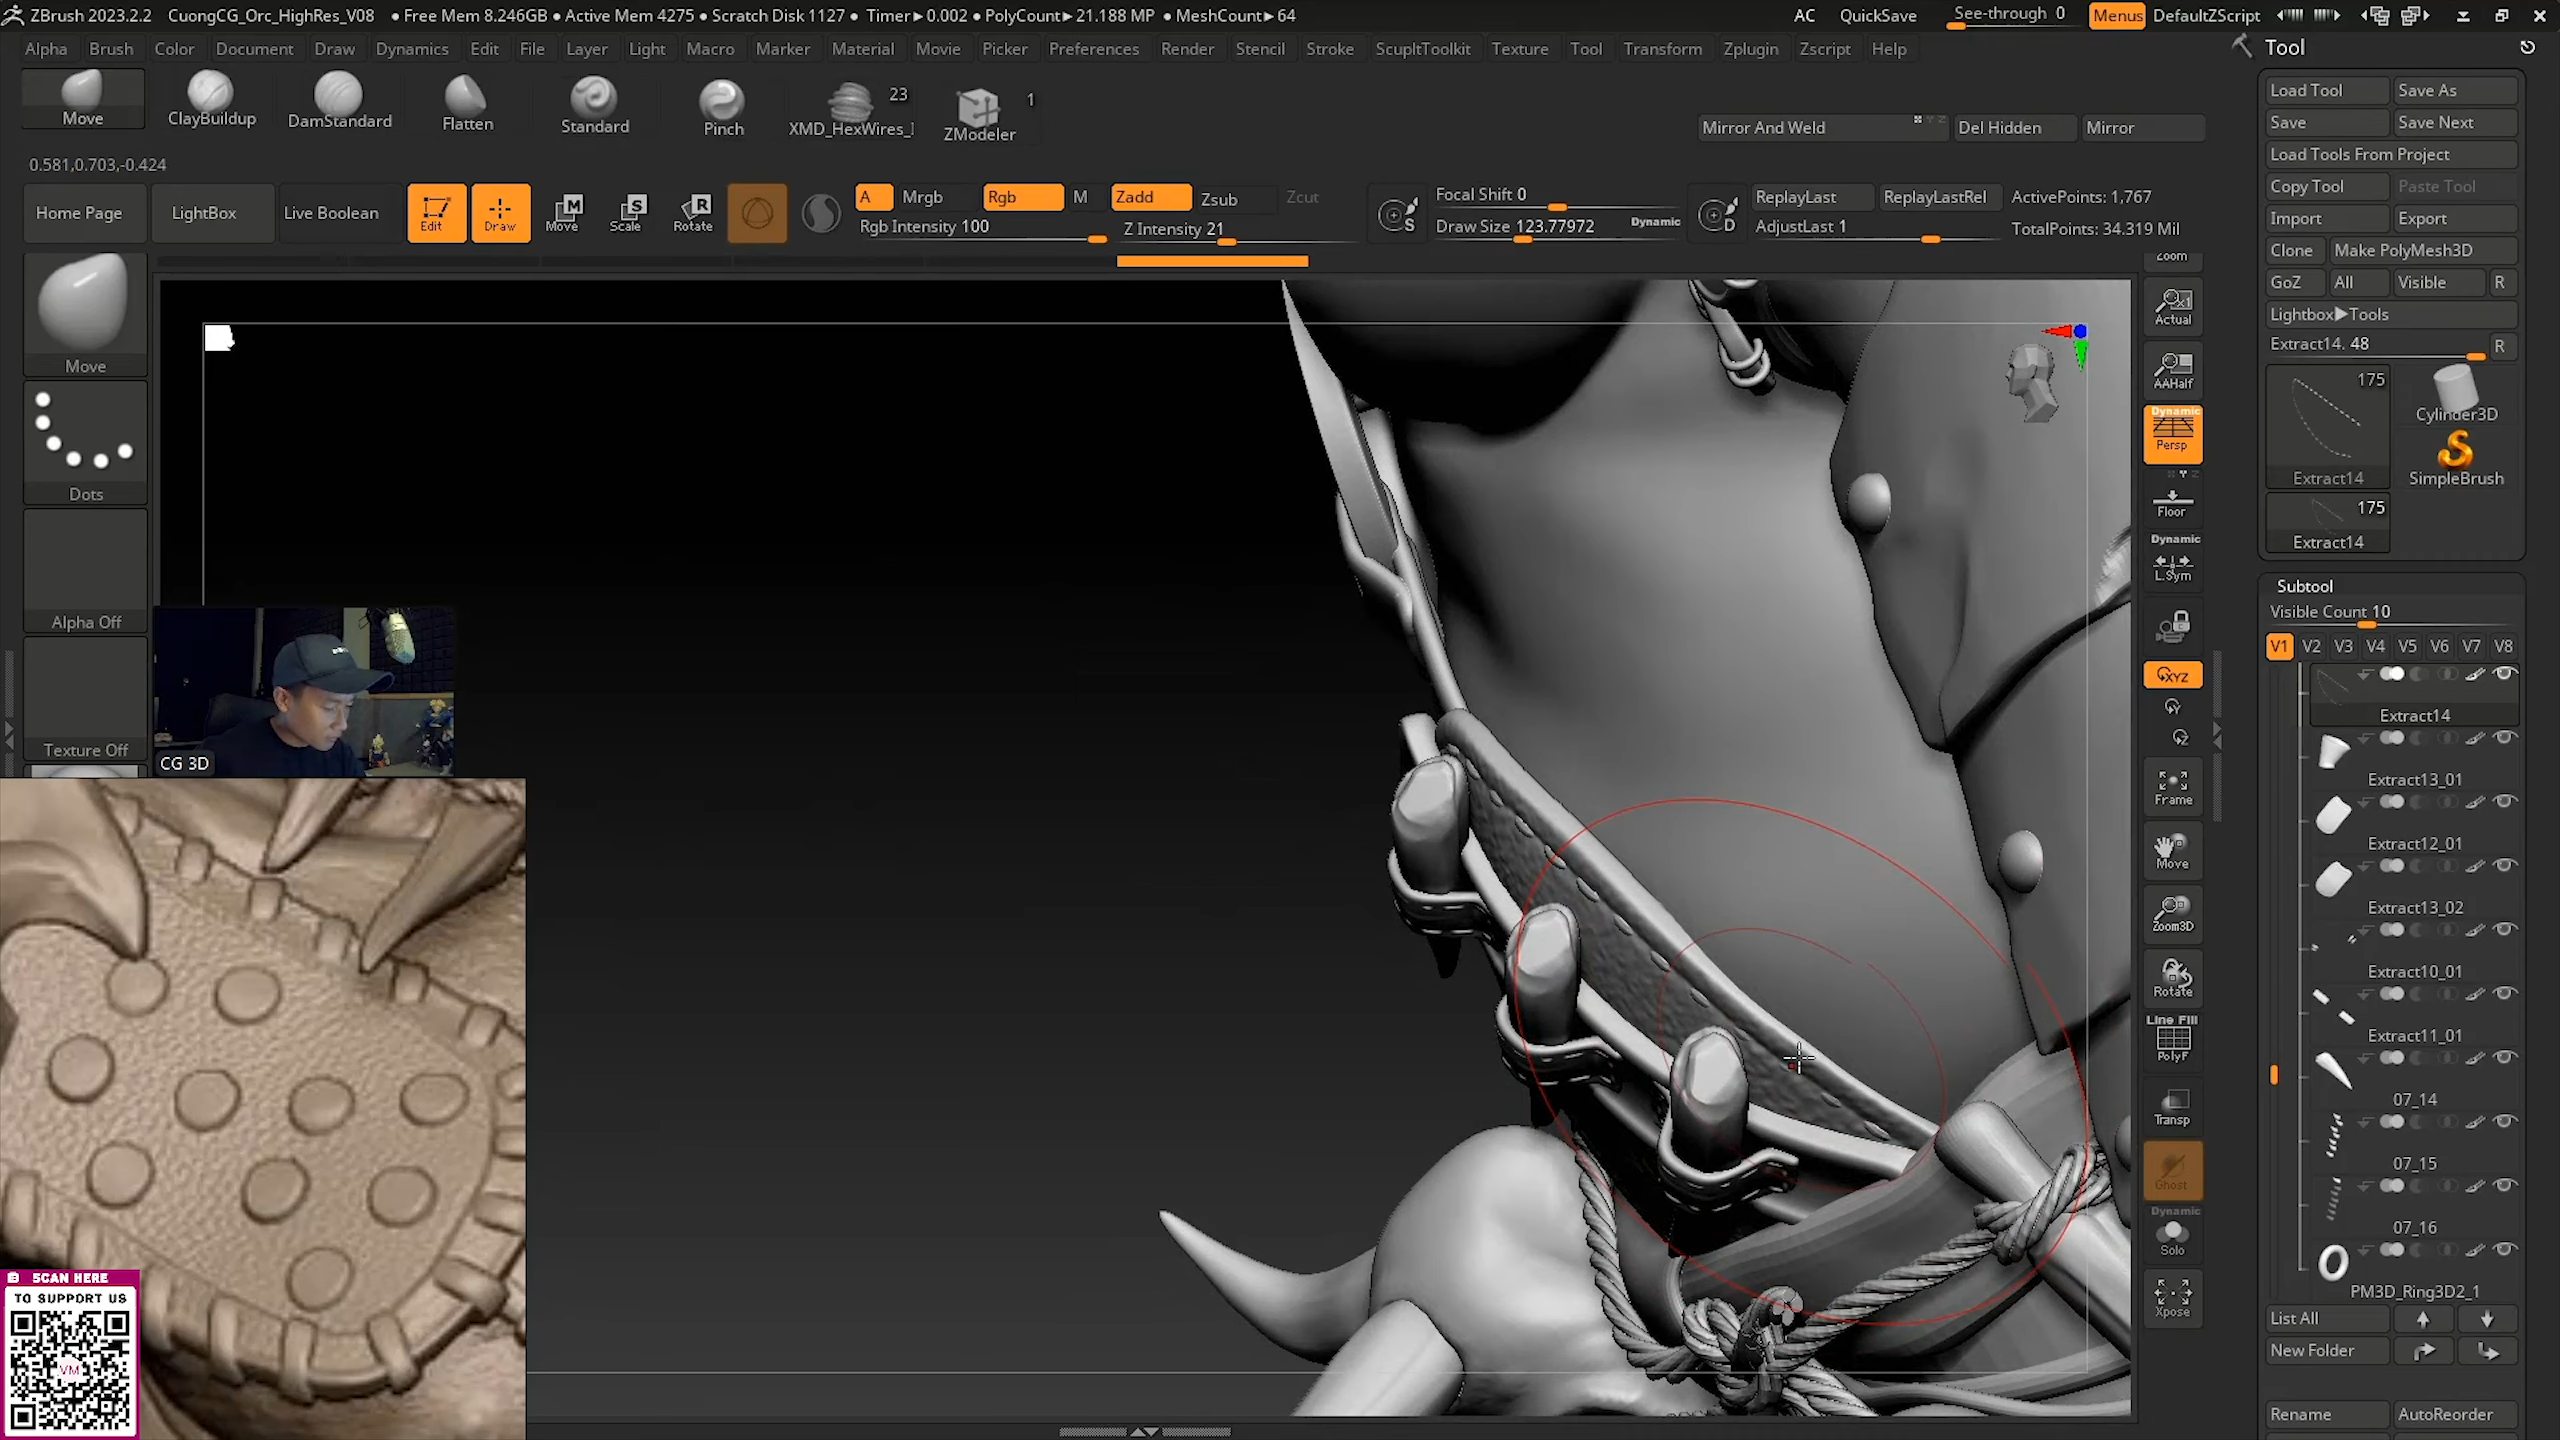 ZBrush 2023.2.2 CuongCG_Orc_HighRes_V08 • Free Mem 8.246GB • Active Mem 4275 • Scratch Disk 1127 • Timer▶0.002 • PolyCount▶21.188 MP • MeshCount▶64
AC QuickSave See-through 0 Menus DefaultZScript
Alpha Brush Color Document Draw Dynamics Edit File Layer Light Macro Marker Material Movie Picker Preferences Render Stencil Stroke ScupltToolkit Texture Tool Transform Zplugin Zscript Help
Tool
Move ClayBuildup DamStandard Flatten Standard Pinch 23 XMD_HexWires_I 1 ZModeler
Mirror And Weld Del Hidden Mirror
0.581,0.703,-0.424
Home Page LightBox Live Boolean Edit Draw Move Scale Rotate
A Mrgb Rgb M Zadd Zsub Zcut
Rgb Intensity 100 Z Intensity 21
Focal Shift 0
Draw Size 123.77972 Dynamic
ReplayLast ReplayLastRel ActivePoints: 1,767
AdjustLast 1 TotalPoints: 34.319 Mil
Move
Dots
Alpha Off
Texture Off
CG 3D
SCAN HERE
TO SUPPORT US
VM
Zoom
Actual
AAHalf
Dynamic
Persp
Floor
Dynamic
L.Sym
XYZ
Y
Z
Frame
Move
Zoom3D
Rotate
Line Fill
PolyF
Transp
Ghost
Dynamic
Solo
Xpose
Load Tool Save As
Save Save Next
Load Tools From Project
Copy Tool Paste Tool
Import Export
Clone Make PolyMesh3D
GoZ All Visible R
Lightbox▶Tools
Extract14. 48 R
175
Cylinder3D
Extract14 SimpleBrush
175
Extract14
Subtool
Visible Count 10
V1 V2 V3 V4 V5 V6 V7 V8
Extract14
Extract13_01
Extract12_01
Extract13_02
Extract10_01
Extract11_01
07_14
07_15
07_16
PM3D_Ring3D2_1
List All
New Folder
Rename AutoReorder